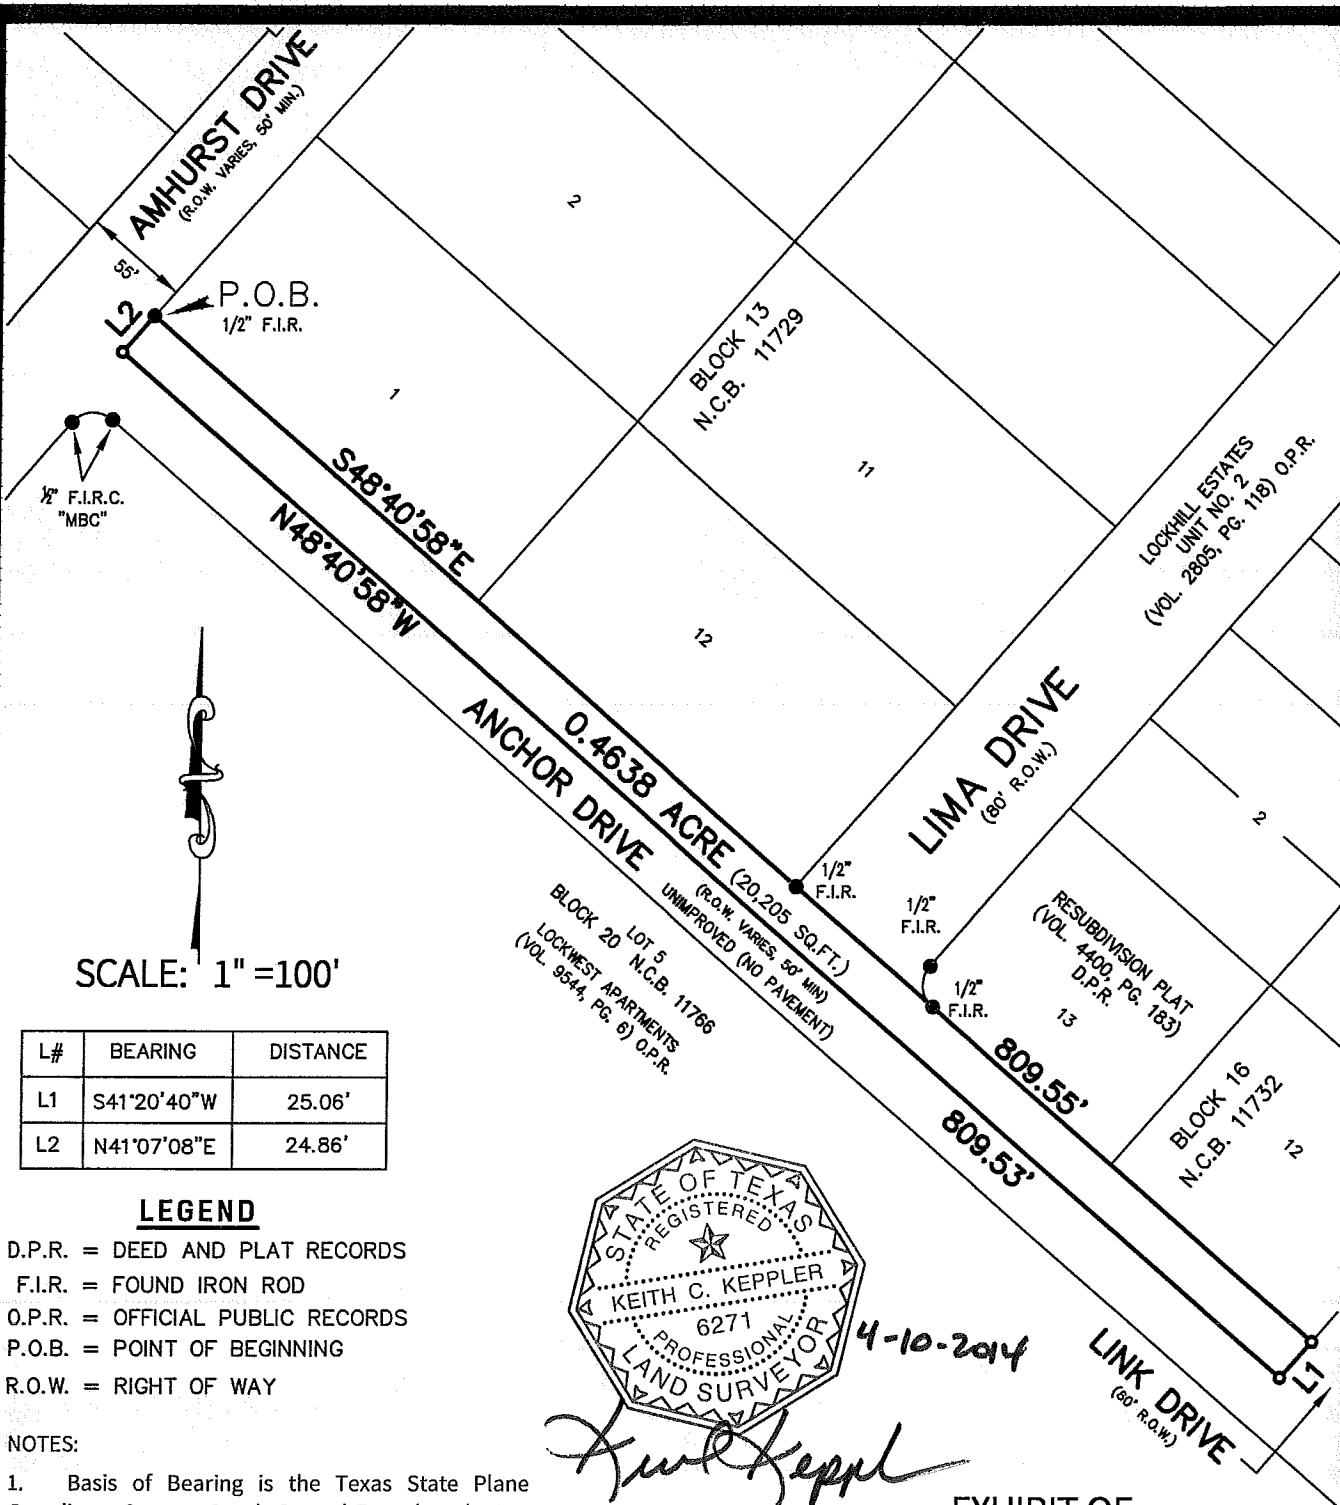 AMHURST DRIVE
(R.O.W. VARIES, 50' MIN.)
55'
L2
P.O.B.
1/2" F.I.R.
½" F.I.R.C.
"MBC"
1
2
BLOCK 13
N.C.B. 11729
11
12
S48°40'58"E
N48°40'58"W
LOCKHILL ESTATES
UNIT NO. 2
(VOL. 2805, PG. 118) O.P.R.
LIMA DRIVE
(80' R.O.W.)
0.4638 ACRE (20,205 SQ.FT.)
ANCHOR DRIVE
(R.O.W. VARIES, 50' MIN)
UNIMPROVED (NO PAVEMENT)
1/2"
F.I.R.
1/2"
F.I.R.
1/2"
F.I.R.
2
RESUBDIVISION PLAT
(VOL. 4400, PG. 183)
D.P.R.
13
BLOCK 16
N.C.B. 11732
12
LOT 5
BLOCK 20 N.C.B. 11766
LOCKWEST APARTMENTS
(VOL. 9544, PG. 6) O.P.R.
809.55'
809.53'
SCALE: 1" =100'
L# BEARING DISTANCE
L1 S41°20'40"W 25.06'
L2 N41°07'08"E 24.86'
LEGEND
D.P.R. = DEED AND PLAT RECORDS
F.I.R. = FOUND IRON ROD
O.P.R. = OFFICIAL PUBLIC RECORDS
P.O.B. = POINT OF BEGINNING
R.O.W. = RIGHT OF WAY
STATE OF TEXAS
REGISTERED
KEITH C. KEPPLER
6271
PROFESSIONAL
LAND SURVEYOR
4-10-2014
L1
LINK DRIVE
(60' R.O.W.)
NOTES:
1. Basis of Bearing is the Texas State Plane
EXHIBIT OF